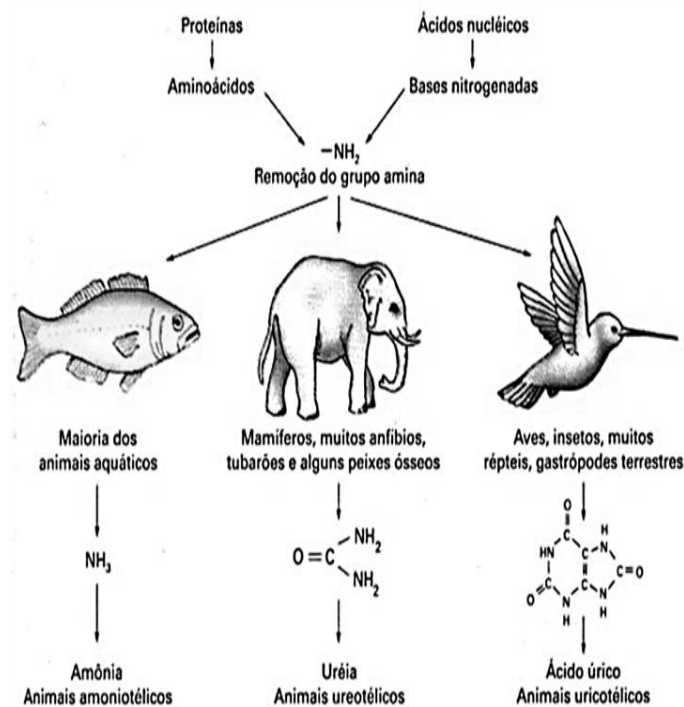 Proteínas
Ácidos nucléicos
Aminoácidos
Bases nitrogenadas
–NH₂
Remoção do grupo amina
Maioria dos
animais aquáticos
Mamíferos, muitos anfíbios,
tubarões e alguns peixes ósseos
Aves, insetos, muitos
répteis, gastrópodes terrestres
NH₃
O=C
NH₂
NH₂
O
H
HN
C
C
N
C=O
O
C
N
C
N
H
H
Amônia
Animais amoniotélicos
Uréia
Animais ureotélicos
Ácido úrico
Animais uricotélicos